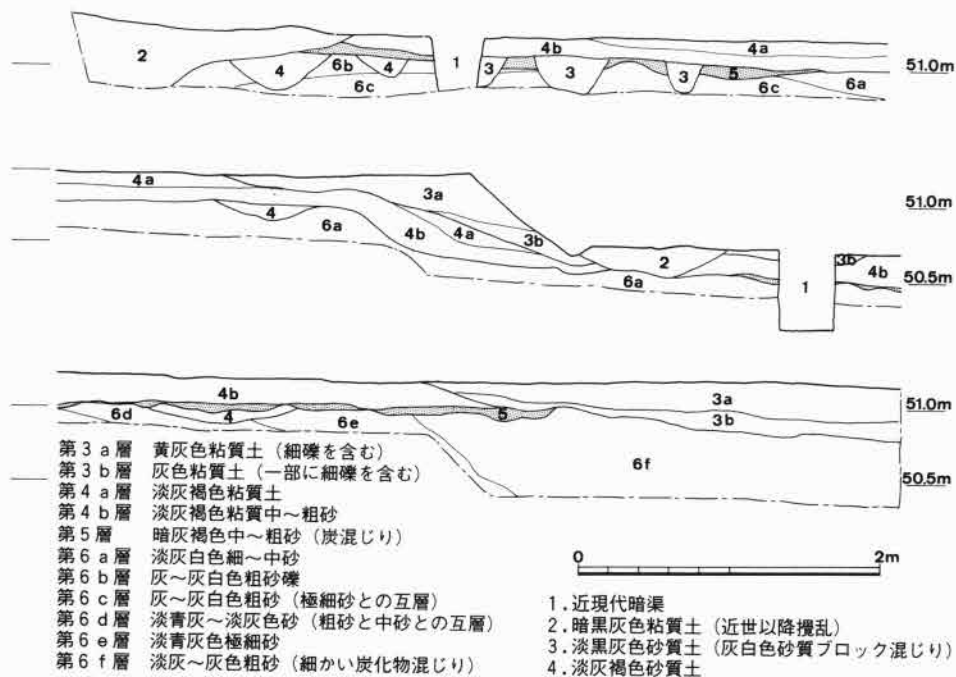 2 4 6b 4 1 4b 4a
3 3 3 5 51.0m
6c 6c 6a
4a 3a 51.0m
4 6a 4b 4a 3b
2 3b 4b
6a 1 50.5m
4b 3a 51.0m
6d 4 6e 5 3b
6f 50.5m
第3a層 黄灰色粘質土(細礫を含む)
第3b層 灰色粘質土(一部に細礫を含む)
第4a層 淡灰褐色粘質土
第4b層 淡灰褐色粘質中~粗砂
第5層 暗灰褐色中~粗砂(炭混じり)
第6a層 淡灰白色細~中砂
第6b層 灰~灰白色粗砂礫
第6c層 灰~灰白色粗砂(極細砂との互層)
第6d層 淡青灰~淡灰色砂(粗砂と中砂との互層)
第6e層 淡青灰色極細砂
第6f層 淡灰~灰色粗砂(細かい炭化物混じり)
0 2m
1.近現代暗渠
2.暗黒灰色粘質土(近世以降攪乱)
3.淡黒灰色砂質土(灰白色砂質ブロック混じり)
4.淡灰褐色砂質土